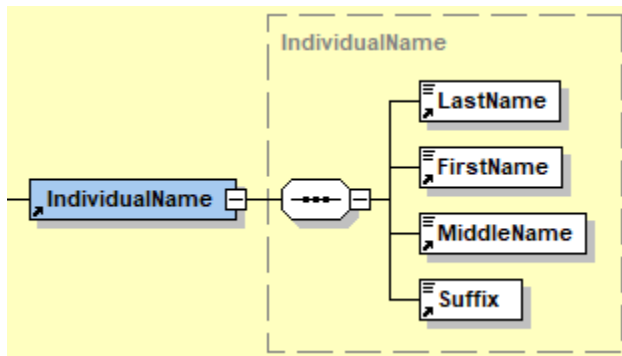 IndividualName
LastName
FirstName
IndividualName
MiddleName
Suffix